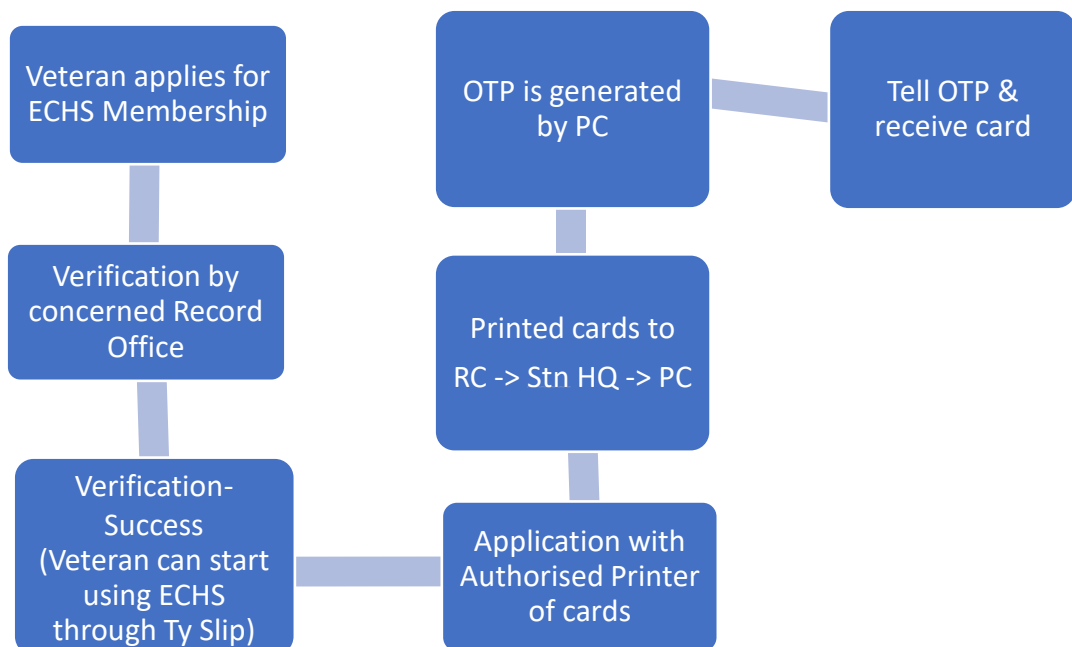 Veteran applies for
ECHS Membership
Verification by
concerned Record
Office
Verification-
Success
(Veteran can start
using ECHS
through Ty Slip)
Application with
Authorised Printer
of cards
Printed cards to
RC -> Stn HQ -> PC
OTP is generated
by PC
Tell OTP &
receive card